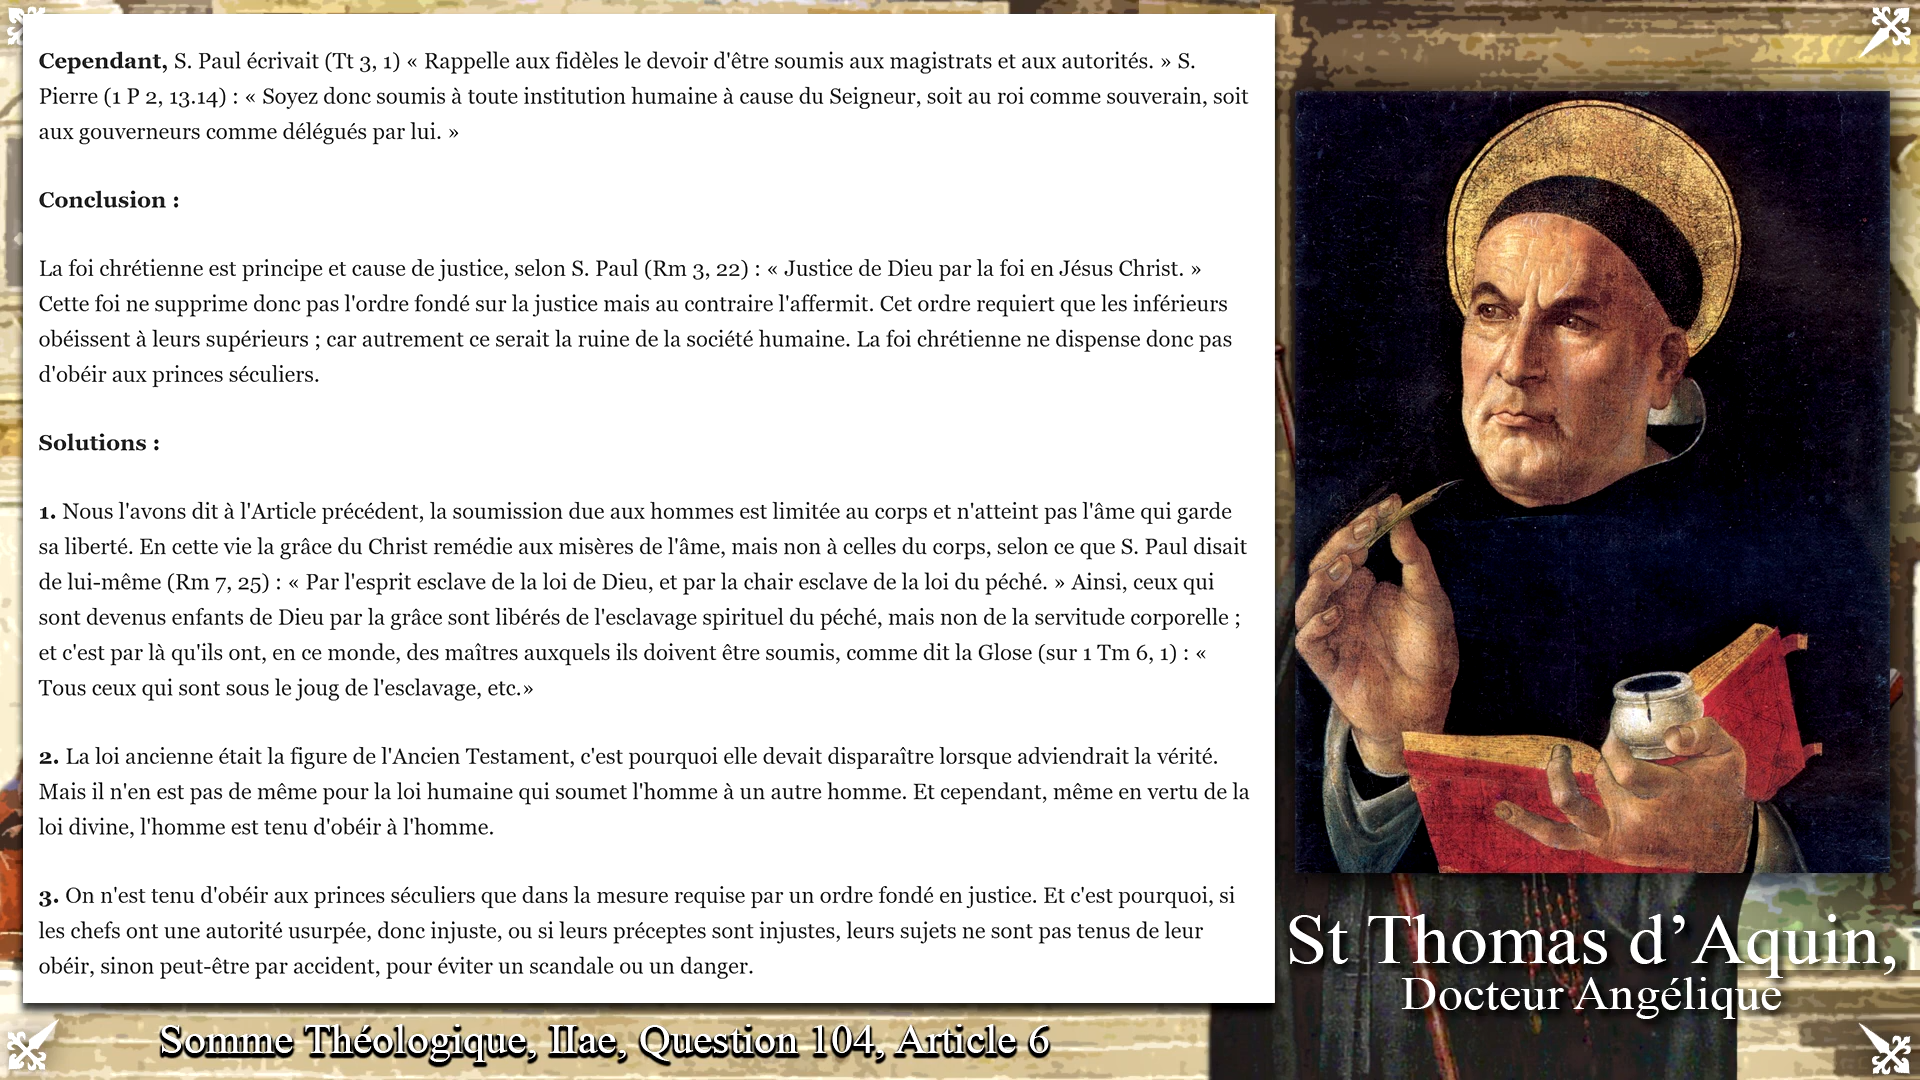 Cependant, S. Paul écrivait (Tt 3, 1) « Rappelle aux fidèles le devoir d'être soumis aux magistrats et aux autorités. » S.
Pierre (1 P 2, 13.14) : « Soyez donc soumis à toute institution humaine à cause du Seigneur, soit au roi comme souverain, soit
aux gouverneurs comme délégués par lui. »
Conclusion :
La foi chrétienne est principe et cause de justice, selon S. Paul (Rm 3, 22) : « Justice de Dieu par la foi en Jésus Christ. »
Cette foi ne supprime donc pas l'ordre fondé sur la justice mais au contraire l'affermit. Cet ordre requiert que les inférieurs
obéissent à leurs supérieurs ; car autrement ce serait la ruine de la société humaine. La foi chrétienne ne dispense donc pas
d'obéir aux princes séculiers.
Solutions :
1. Nous l'avons dit à l'Article précédent, la soumission due aux hommes est limitée au corps et n'atteint pas l'âme qui garde
sa liberté. En cette vie la grâce du Christ remédie aux misères de l'âme, mais non à celles du corps, selon ce que S. Paul disait
de lui-même (Rm 7, 25) : « Par l'esprit esclave de la loi de Dieu, et par la chair esclave de la loi du péché. » Ainsi, ceux qui
sont devenus enfants de Dieu par la grâce sont libérés de l'esclavage spirituel du péché, mais non de la servitude corporelle ;
et c'est par là qu'ils ont, en ce monde, des maîtres auxquels ils doivent être soumis, comme dit la Glose (sur 1 Tm 6, 1) : «
Tous ceux qui sont sous le joug de l'esclavage, etc.»
2. La loi ancienne était la figure de l'Ancien Testament, c'est pourquoi elle devait disparaître lorsque adviendrait la vérité.
Mais il n'en est pas de même pour la loi humaine qui soumet l'homme à un autre homme. Et cependant, même en vertu de la
loi divine, l'homme est tenu d'obéir à l'homme.
3. On n'est tenu d'obéir aux princes séculiers que dans la mesure requise par un ordre fondé en justice. Et c'est pourquoi, si
les chefs ont une autorité usurpée, donc injuste, ou si leurs préceptes sont injustes, leurs sujets ne sont pas tenus de leur
obéir, sinon peut-être par accident, pour éviter un scandale ou un danger.
St Thomas d'Aquin,
Docteur Angélique
Somme Théologique, IIae, Question 104, Article 6